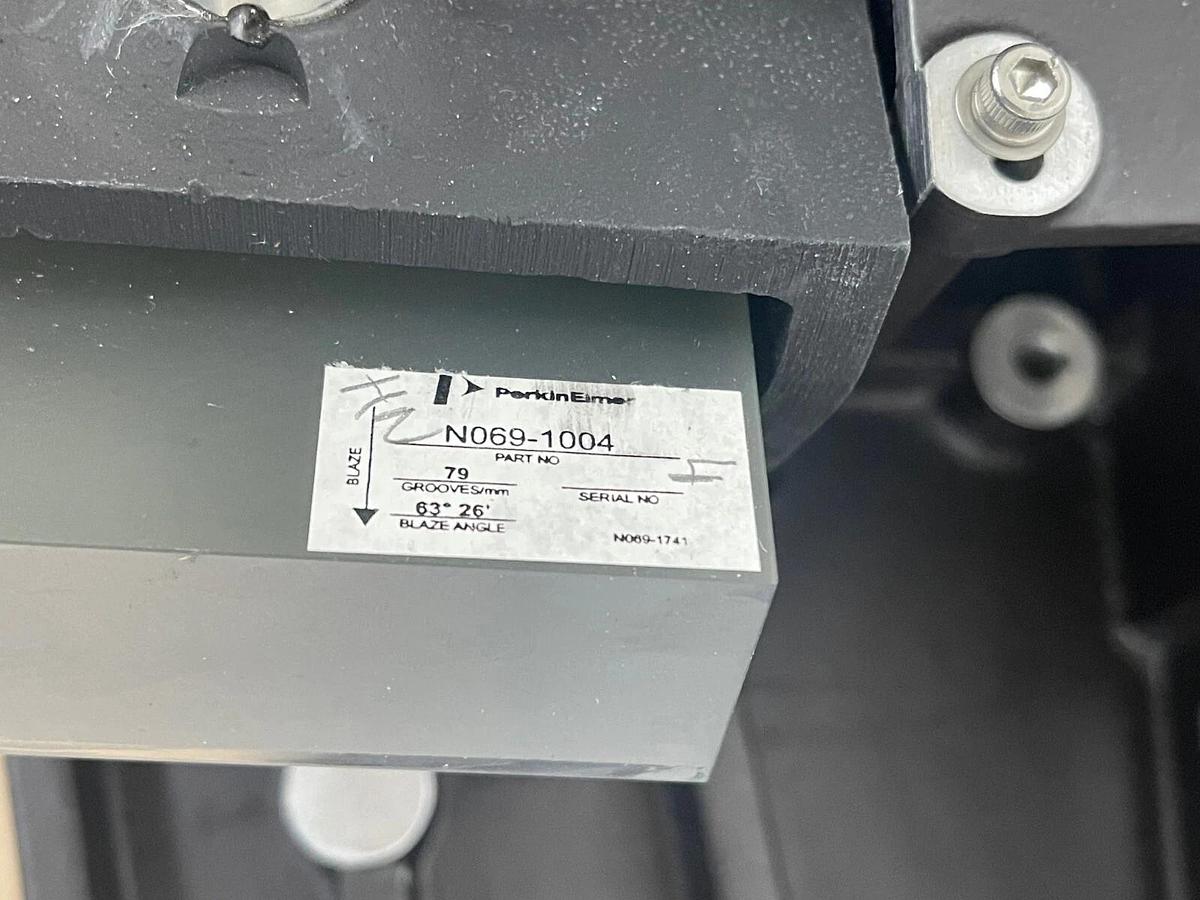 PerkinElmer
N069-1004
PART NO
79
GROOVES/mm
SERIAL NO
63° 26'
BLAZE ANGLE
BLAZE
N069-1741